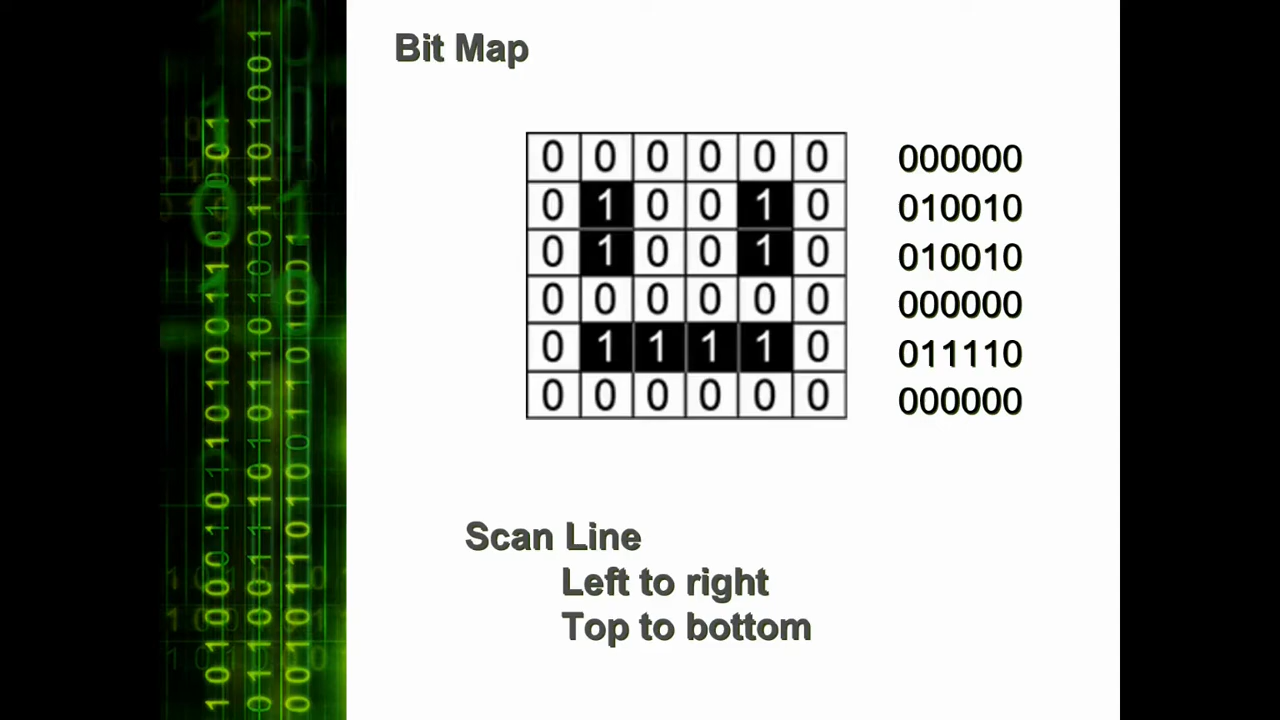 Bit Map
0 0 0 0 0 0 000000
0 1 0 0 1 0 010010
0 1 0 0 1 0 010010
0 0 0 0 0 0 000000
0 1 1 1 1 0 011110
0 0 0 0 0 0 000000
Scan Line
Left to right
Top to bottom